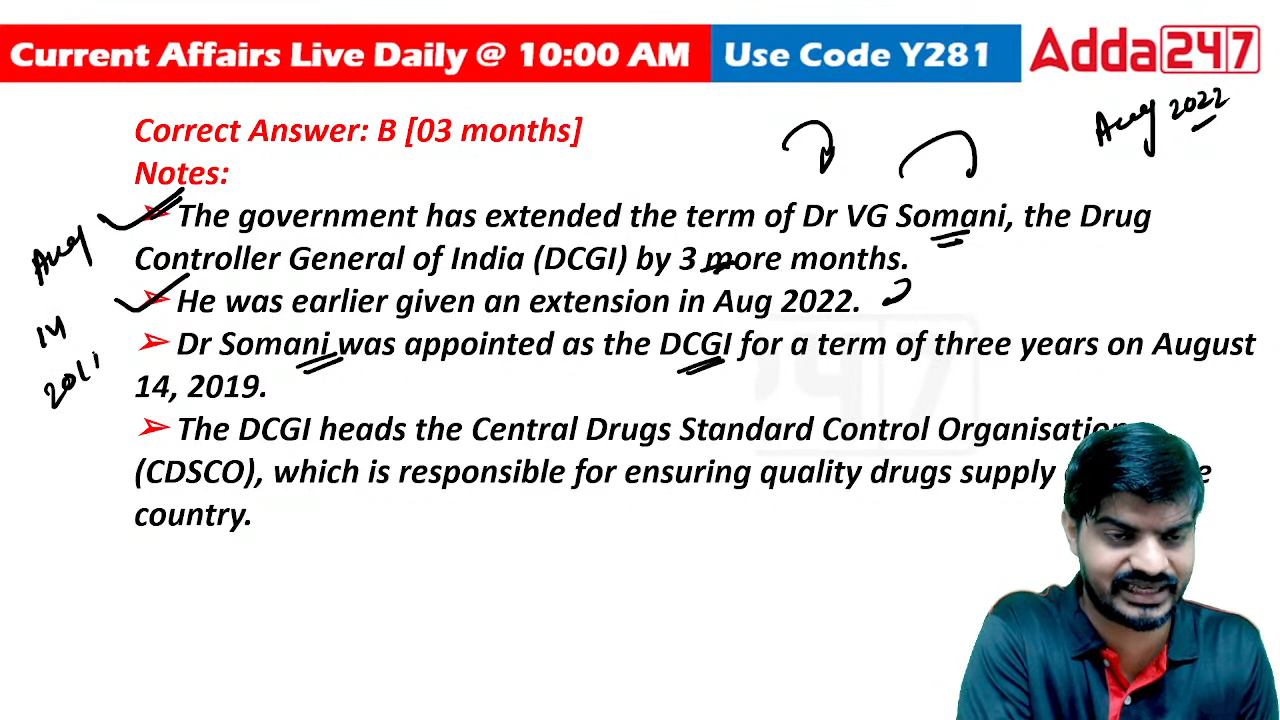 Current Affairs Live Daily @ 10:00 AM
Use Code Y281
Adda247
Aug 2022
Correct Answer: B [03 months]
Notes:
➢ The government has extended the term of Dr VG Somani, the Drug
Controller General of India (DCGI) by 3 more months.
➢ He was earlier given an extension in Aug 2022.
➢ Dr Somani was appointed as the DCGI for a term of three years on August
14, 2019.
➢ The DCGI heads the Central Drugs Standard Control Organisation
(CDSCO), which is responsible for ensuring quality drugs supply
country.
Aug
14
247